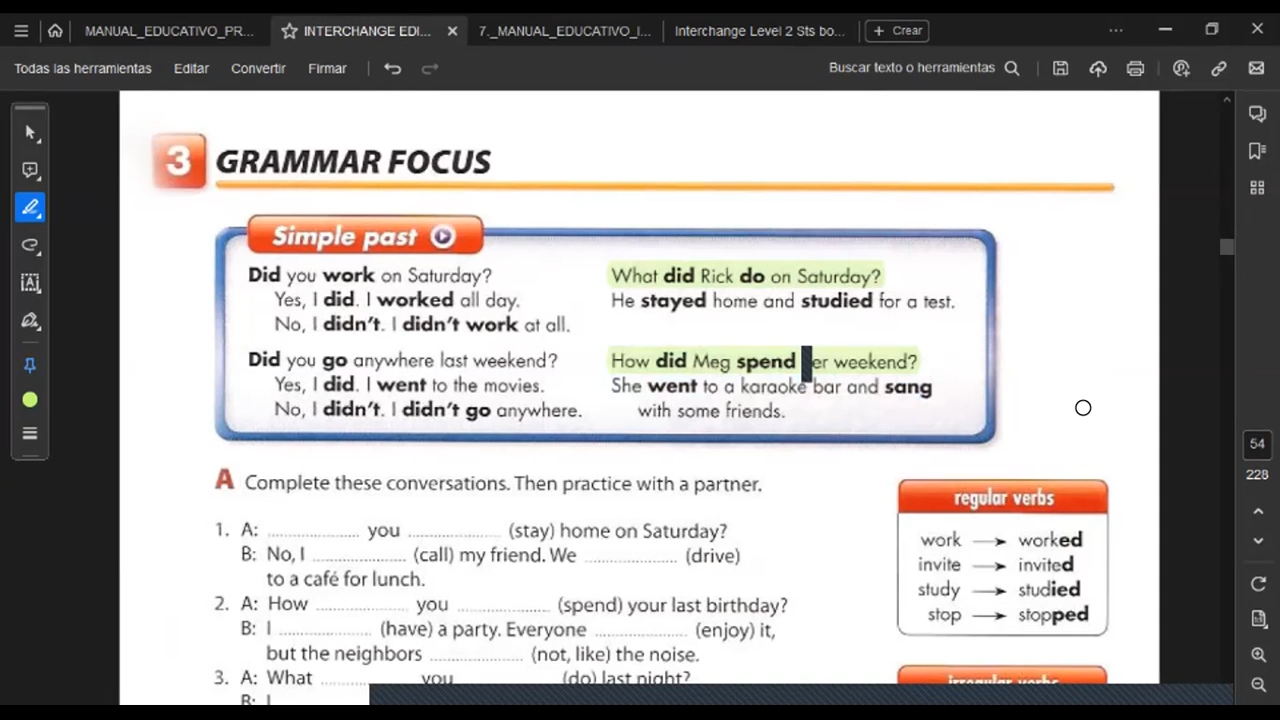 MANUAL_EDUCATIVO_PR...
INTERCHANGE EDI...
7._MANUAL_EDUCATIVO_I...
Interchange Level 2 Sts bo...
+ Crear
Todas las herramientas
Editar
Convertir
Firmar
Buscar texto o herramientas
3 GRAMMAR FOCUS
Simple past
Did you work on Saturday?
Yes, I did. I worked all day.
No, I didn't. I didn't work at all.
Did you go anywhere last weekend?
Yes, I did. I went to the movies.
No, I didn't. I didn't go anywhere.
What did Rick do on Saturday?
He stayed home and studied for a test.
How did Meg spend er weekend?
She went to a karaoke bar and sang
with some friends.
A Complete these conversations. Then practice with a partner.
1. A: .................... you .................... (stay) home on Saturday?
B: No, I .................... (call) my friend. We .................... (drive)
to a café for lunch.
2. A: How .................... you .................... (spend) your last birthday?
B: I .................... (have) a party. Everyone .................... (enjoy) it,
but the neighbors .................... (not, like) the noise.
3. A: What .................... you .................... (do) last night?
B: I
regular verbs
work → worked
invite → invited
study → studied
stop → stopped
irregular verbs
54
228